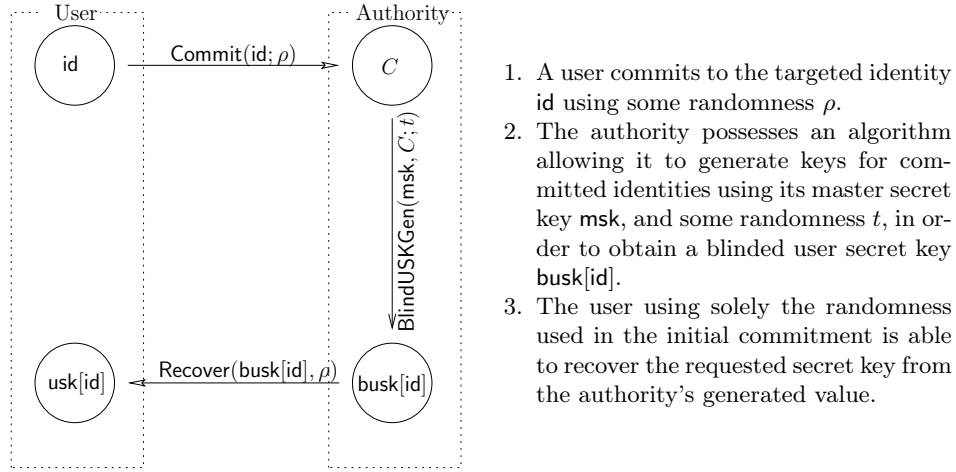 User
Authority
id
Commit(id; ρ)
C
BlindUSKGen(msk, C; t)
usk[id]
Recover(busk[id], ρ)
busk[id]
1. A user commits to the targeted identity
id using some randomness ρ.
2. The authority possesses an algorithm
allowing it to generate keys for com-
mitted identities using its master secret
key msk, and some randomness t, in or-
der to obtain a blinded user secret key
busk[id].
3. The user using solely the randomness
used in the initial commitment is able
to recover the requested secret key from
the authority's generated value.